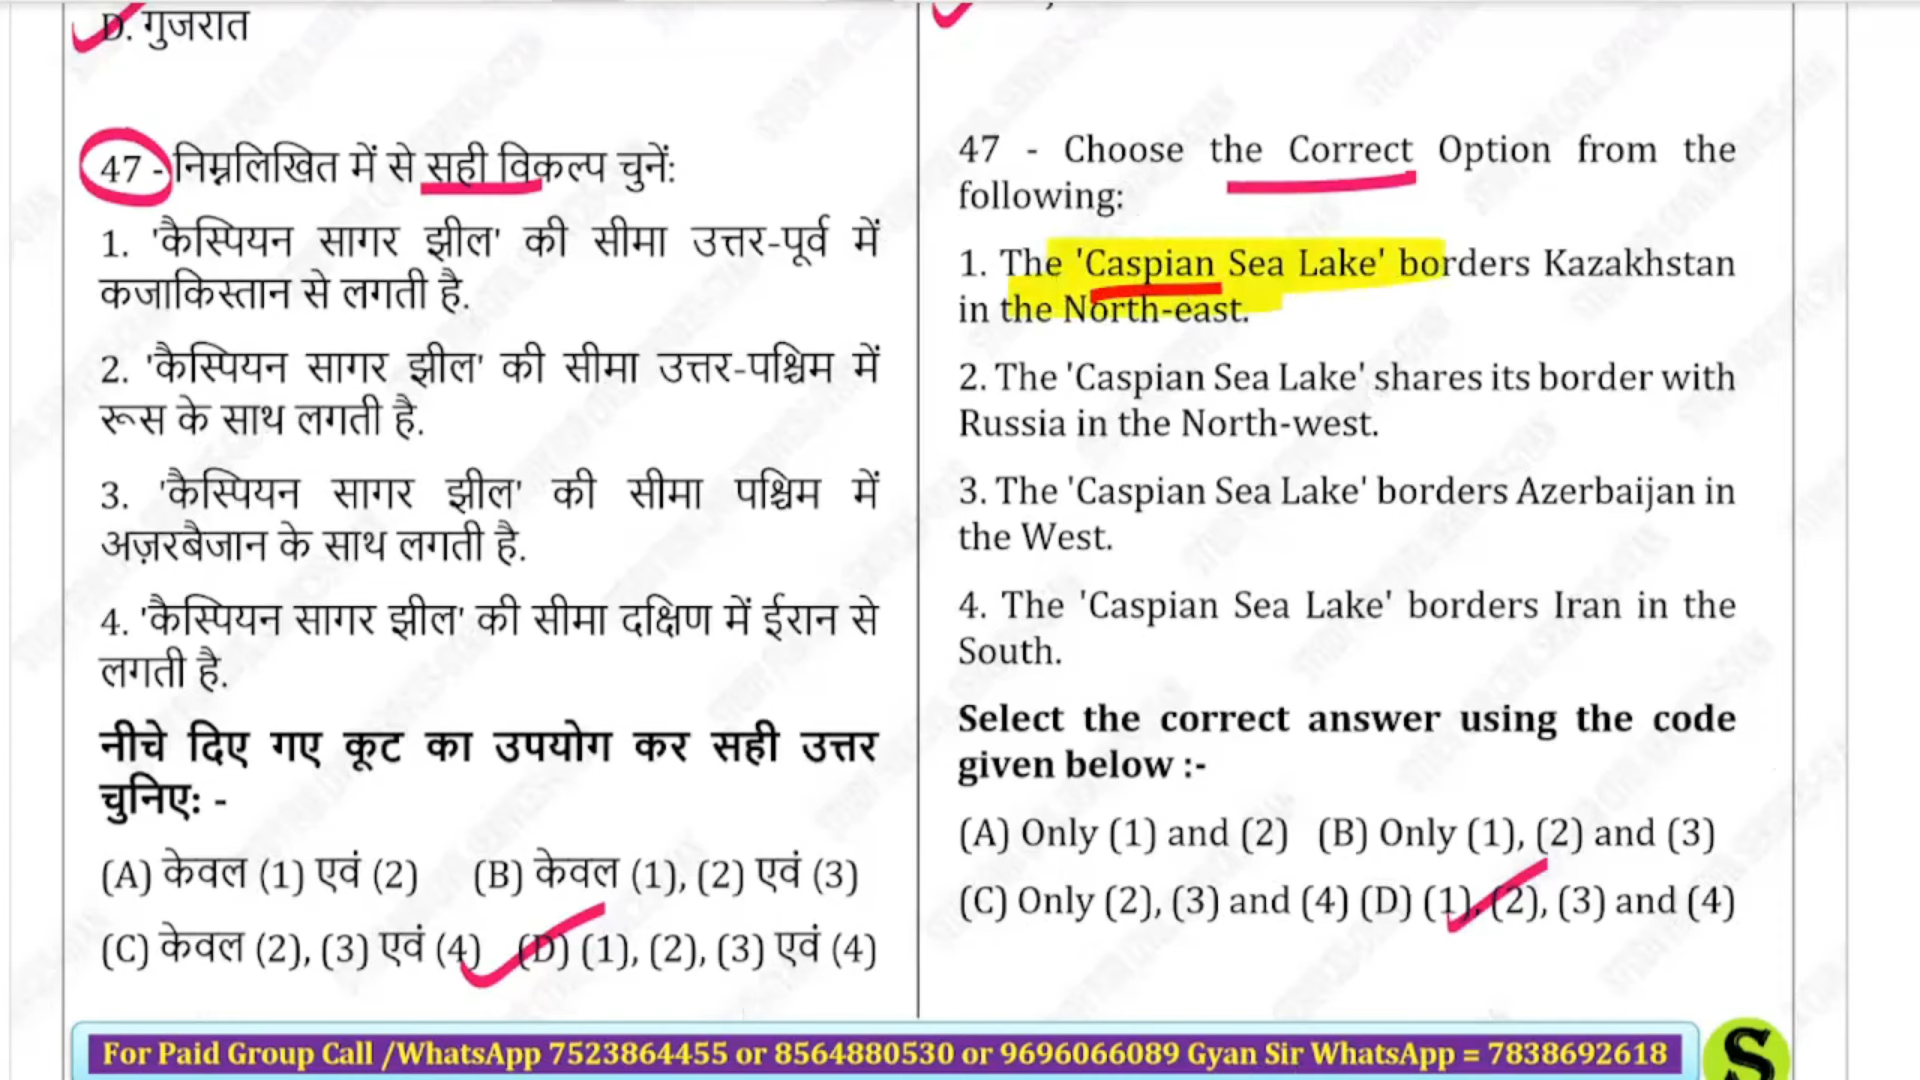 D. गुजरात
47 - निम्नलिखित में से सही विकल्प चुनें:
1. 'कैस्पियन सागर झील' की सीमा उत्तर-पूर्व में
कजाकिस्तान से लगती है.
2. 'कैस्पियन सागर झील' की सीमा उत्तर-पश्चिम में
रूस के साथ लगती है.
3. 'कैस्पियन सागर झील' की सीमा पश्चिम में
अज़रबैजान के साथ लगती है.
4. 'कैस्पियन सागर झील' की सीमा दक्षिण में ईरान से
लगती है.
नीचे दिए गए कूट का उपयोग कर सही उत्तर
चुनिए: -
(A) केवल (1) एवं (2) (B) केवल (1), (2) एवं (3)
(C) केवल (2), (3) एवं (4) (D) (1), (2), (3) एवं (4)
47 - Choose the Correct Option from the
following:
1. The 'Caspian Sea Lake' borders Kazakhstan
in the North-east.
2. The 'Caspian Sea Lake' shares its border with
Russia in the North-west.
3. The 'Caspian Sea Lake' borders Azerbaijan in
the West.
4. The 'Caspian Sea Lake' borders Iran in the
South.
Select the correct answer using the code
given below :-
(A) Only (1) and (2) (B) Only (1), (2) and (3)
(C) Only (2), (3) and (4) (D) (1), (2), (3) and (4)
For Paid Group Call /WhatsApp 7523864455 or 8564880530 or 9696066089 Gyan Sir WhatsApp = 7838692618
S